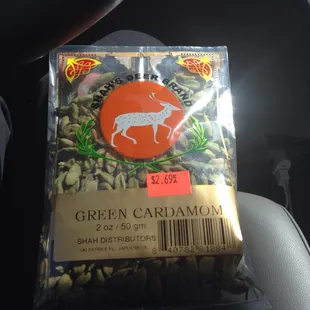 SHAH'S DEER BRAND
$2.69
GREEN CARDAMOM
2 oz / 50 gm
SHAH DISTRIBUTORS